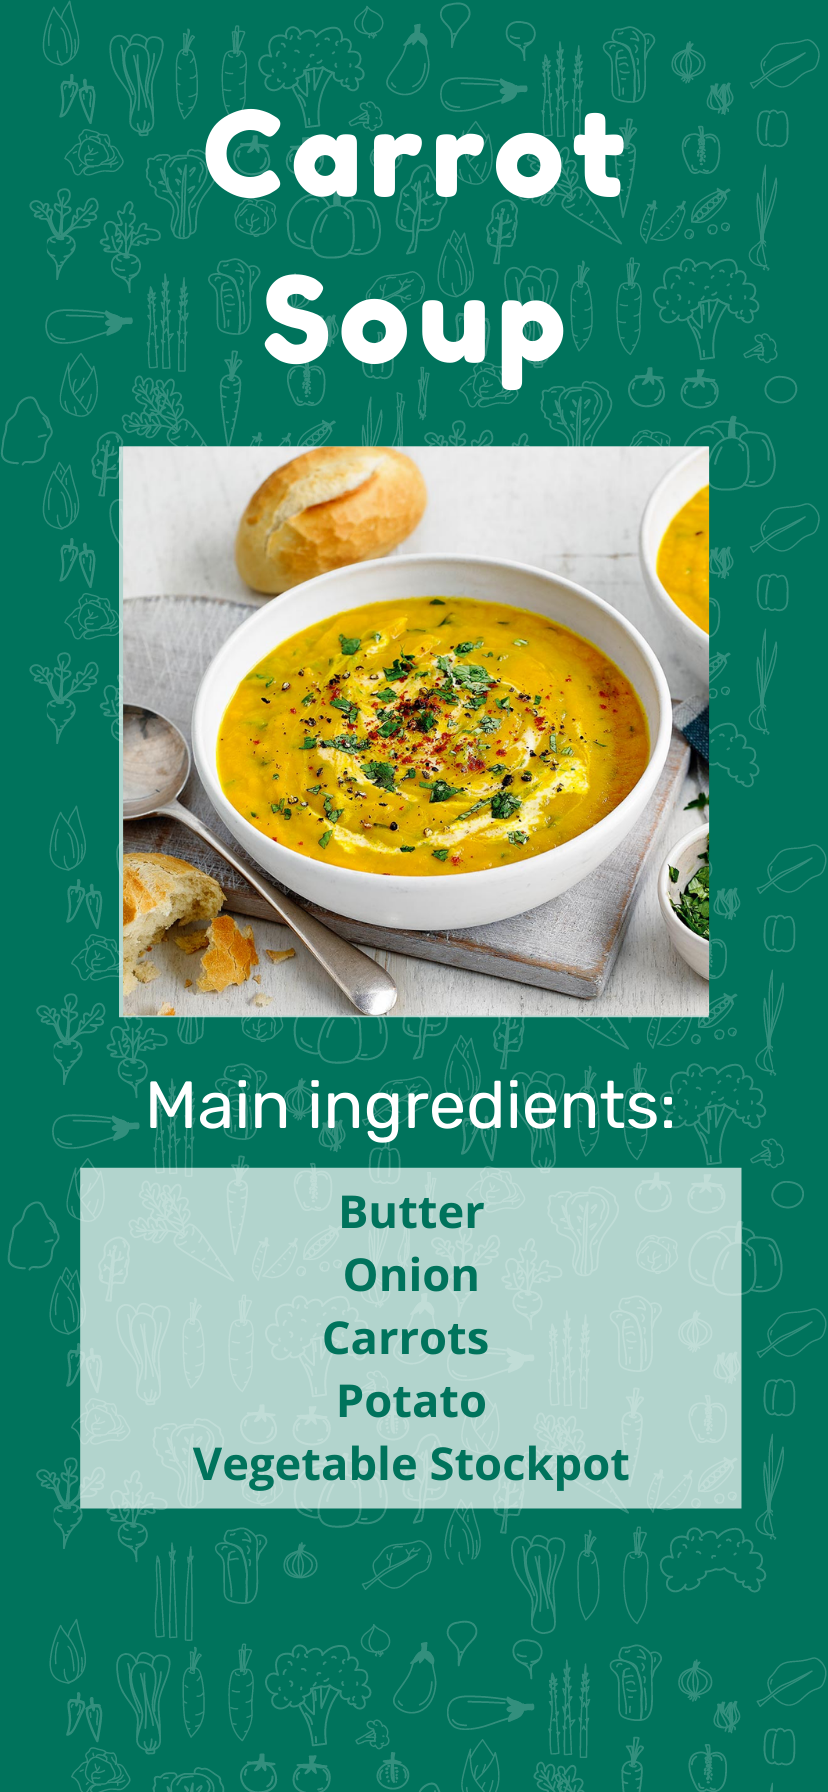 Carrot
Soup
Main ingredients:
Butter
Onion
Carrots
Potato
Vegetable Stockpot